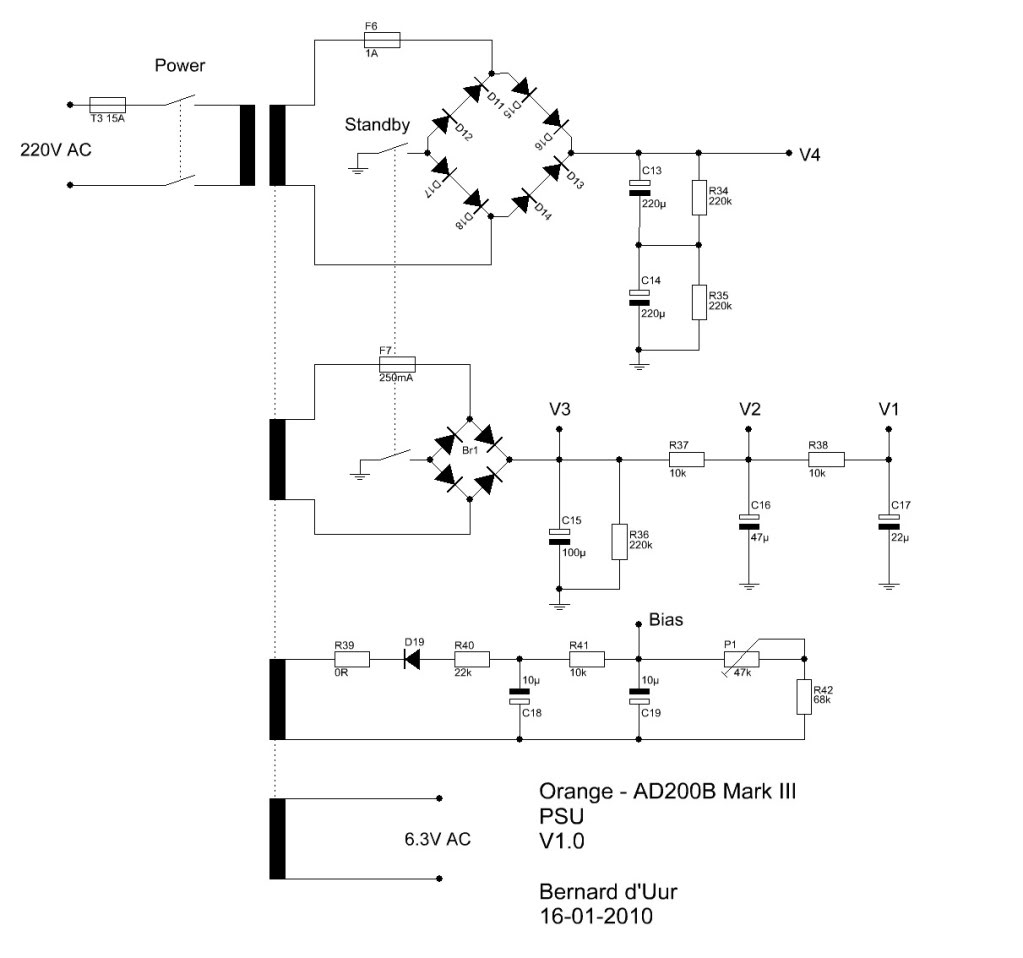 F6
1A
Power
T3 15A
220V AC
Standby
D11
D15
D12
D16
D17
D13
D18
D14
V4
C13
220µ
R34
220k
C14
220µ
R35
220k
F7
250mA
Br1
V3
V2
V1
R37
10k
R38
10k
C15
100µ
R36
220k
C16
47µ
C17
22µ
Bias
R39
0R
D19
R40
22k
R41
10k
P1
47k
10µ
C18
10µ
C19
R42
68k
6.3V AC
Orange - AD200B Mark III
PSU
V1.0
Bernard d'Uur
16-01-2010